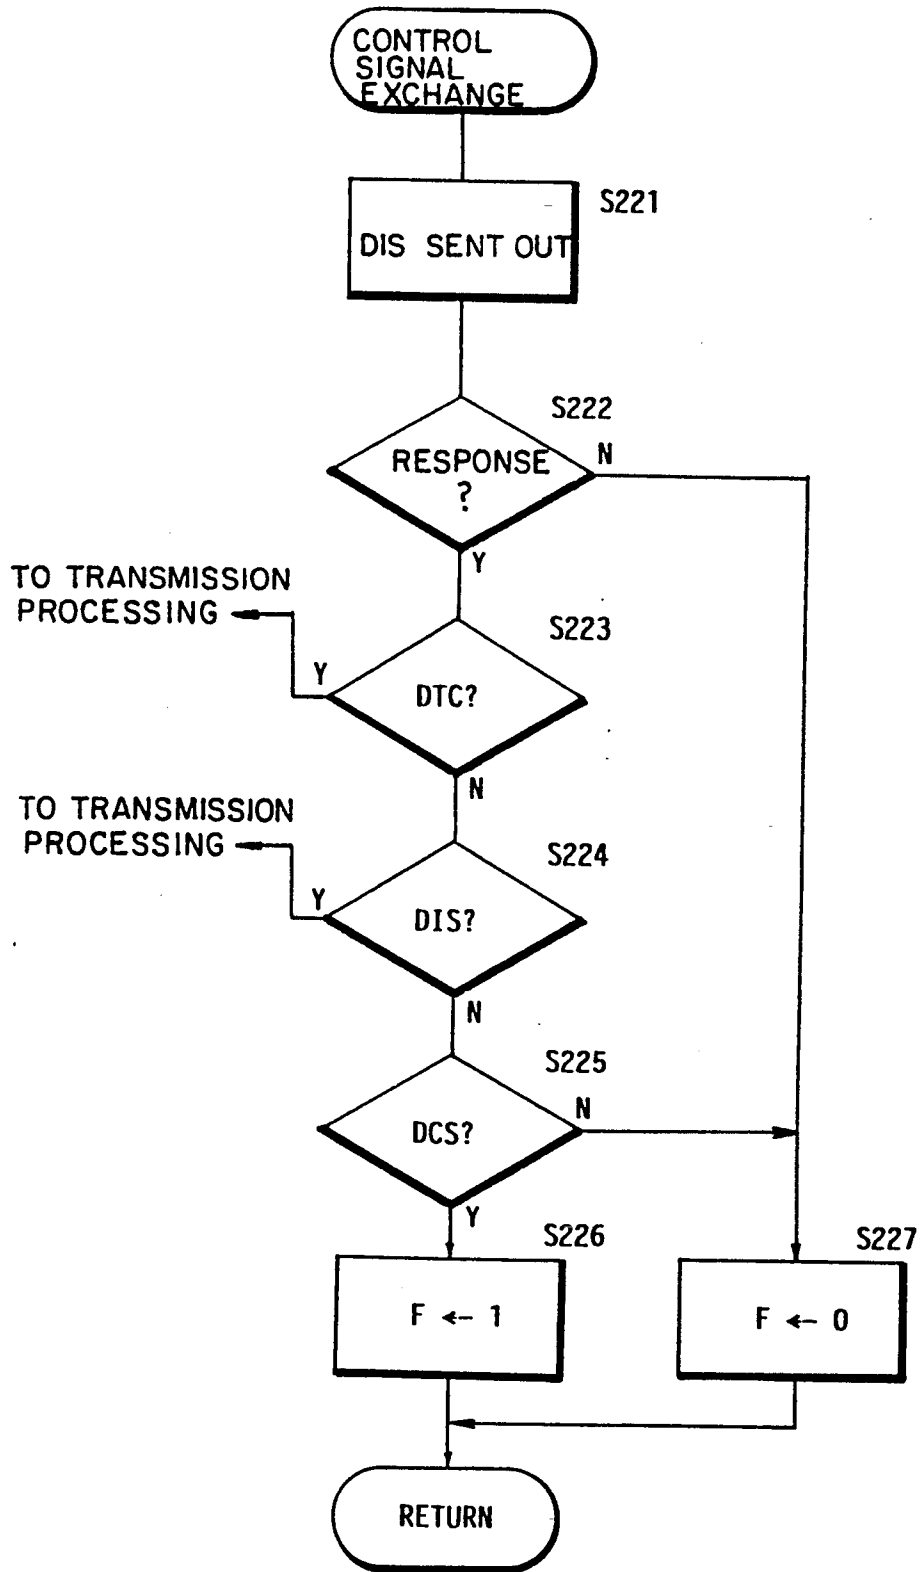 CONTROL
SIGNAL
EXCHANGE
S221
DIS SENT OUT
S222
RESPONSE
?
N
Y
TO TRANSMISSION
PROCESSING
S223
Y
DTC?
N
TO TRANSMISSION
PROCESSING
S224
Y
DIS?
N
S225
DCS?
N
Y
S226
F ← 1
S227
F ← 0
RETURN